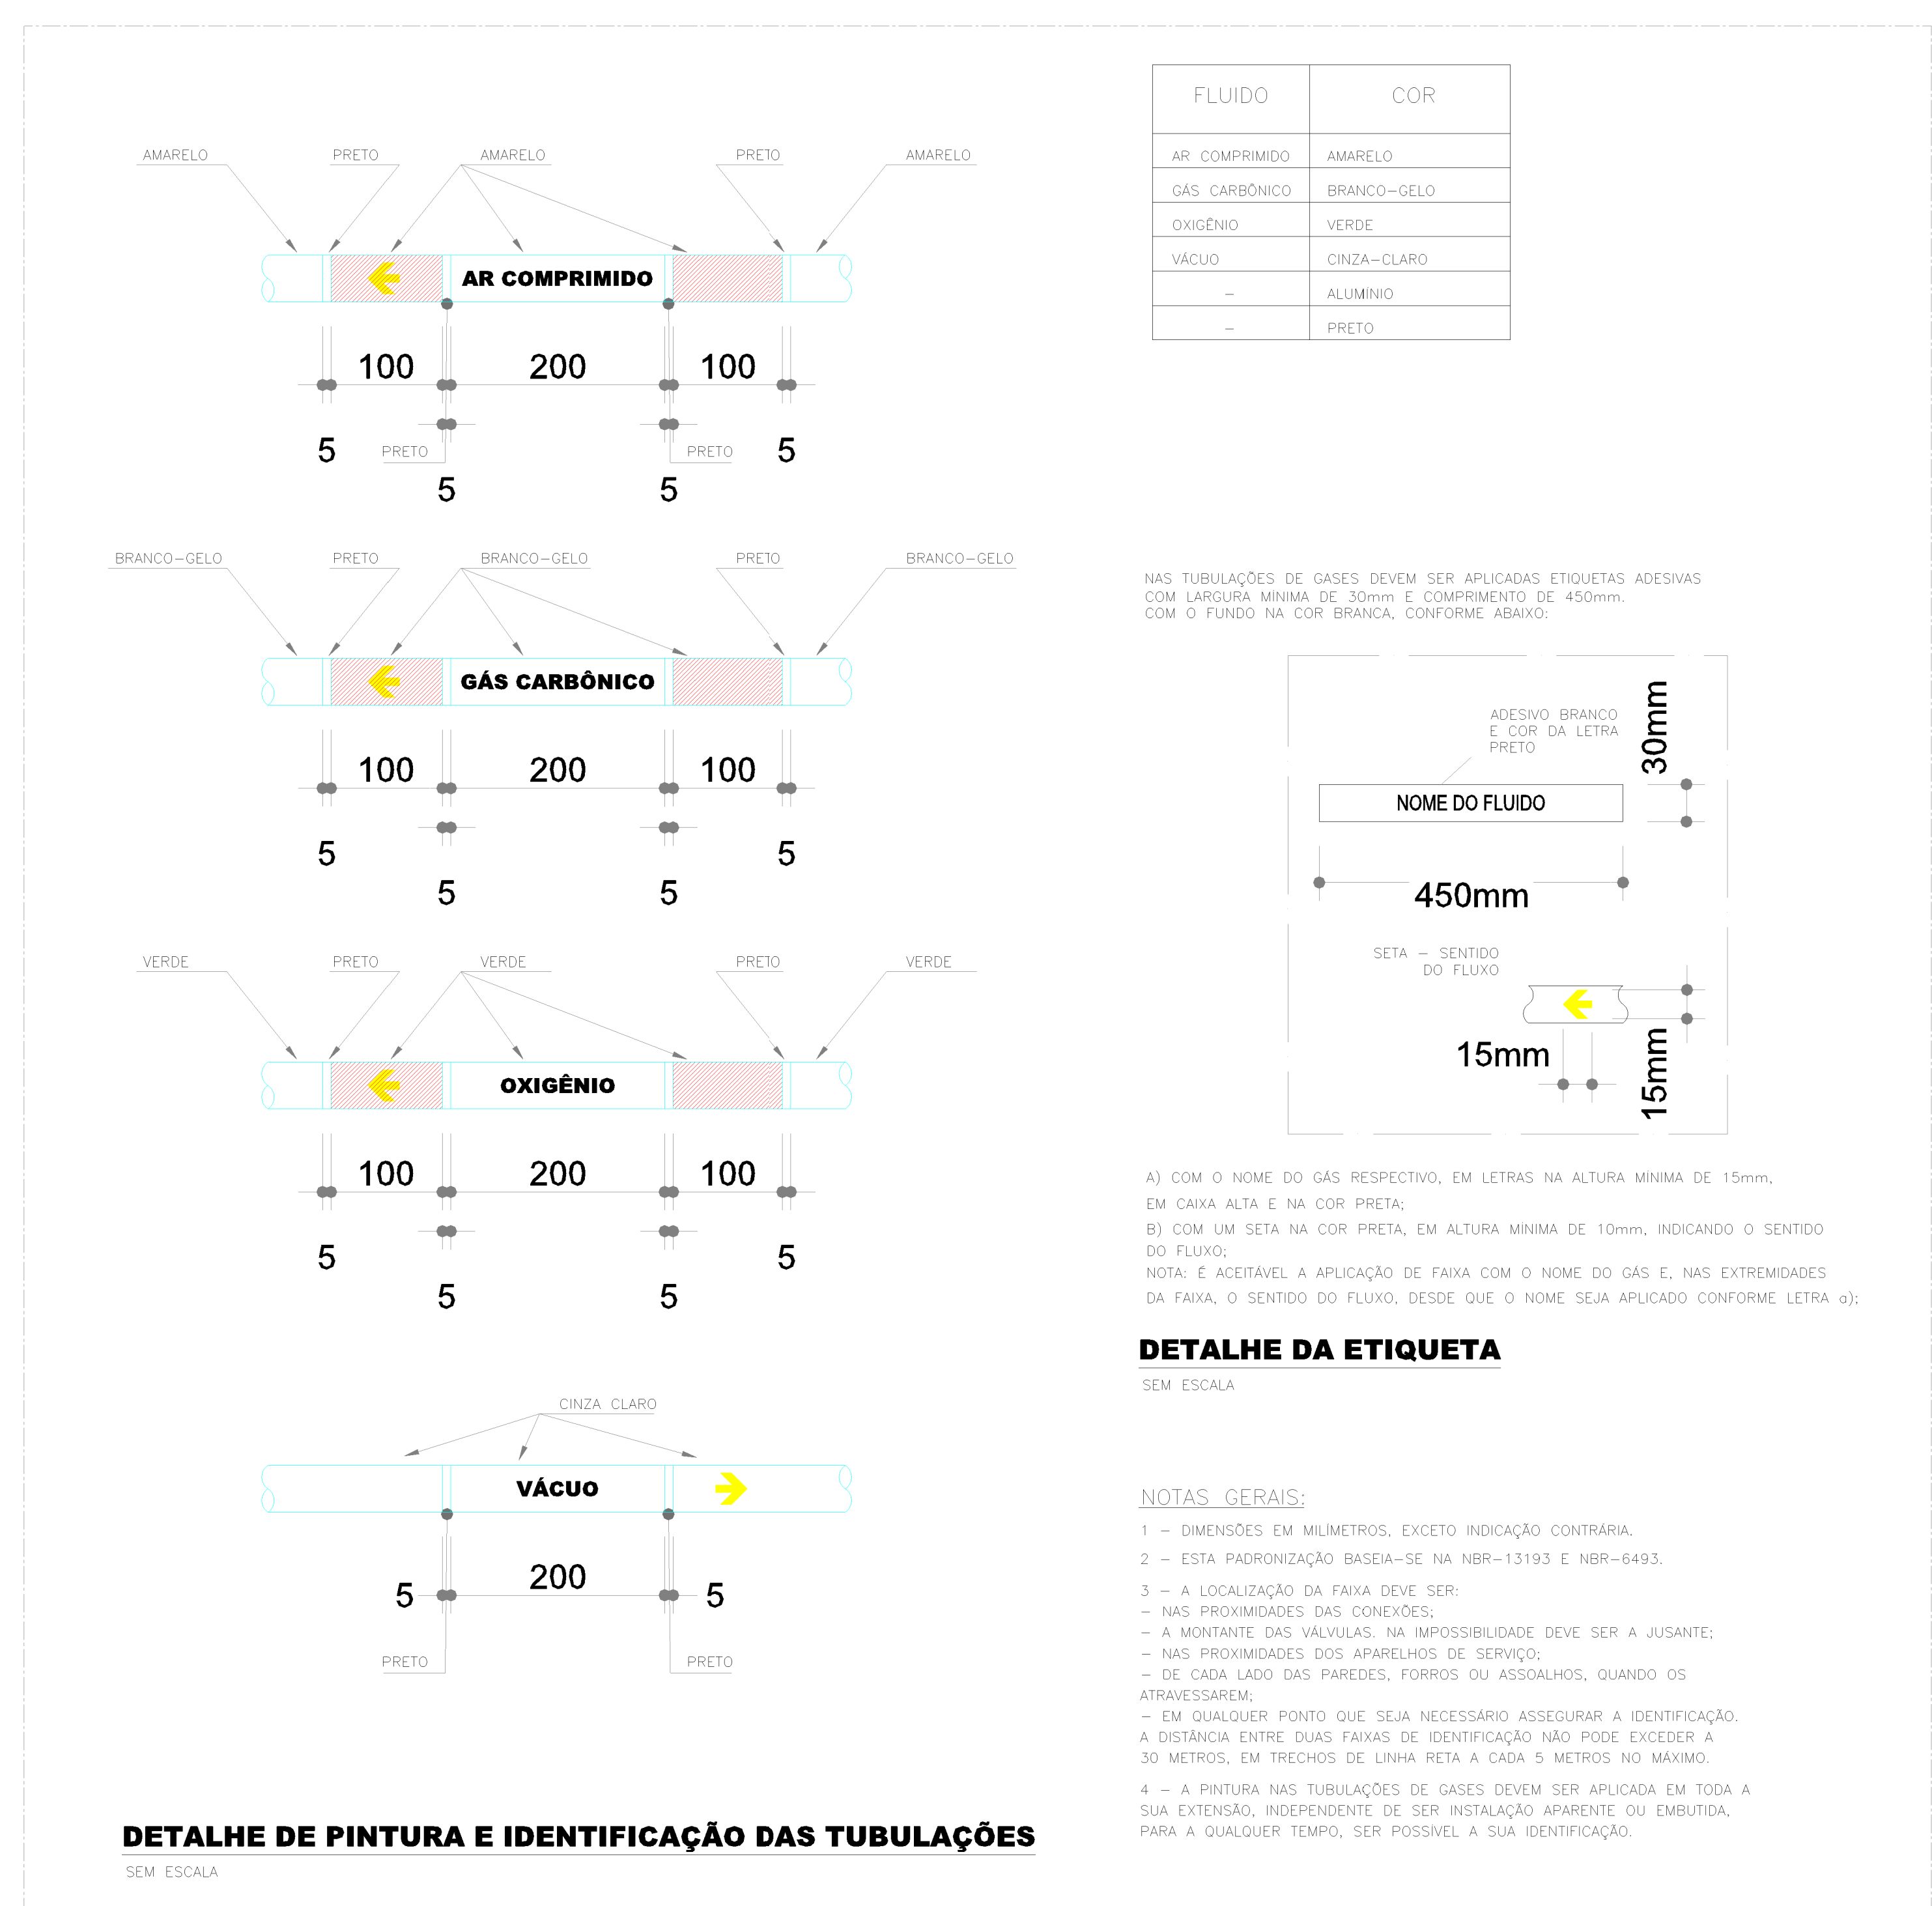 AMARELO PRETO AMARELO PRETO AMARELO
AR COMPRIMIDO
100 200 100
5 PRETO PRETO 5
5 5
BRANCO-GELO PRETO BRANCO-GELO PRETO BRANCO-GELO
GÁS CARBÔNICO
100 200 100
5 5
5 5
VERDE PRETO VERDE PRETO VERDE
OXIGÊNIO
100 200 100
5 5
5 5
CINZA CLARO
VÁCUO
5 200 5
PRETO PRETO
DETALHE DE PINTURA E IDENTIFICAÇÃO DAS TUBULAÇÕES
SEM ESCALA
FLUIDO COR
AR COMPRIMIDO AMARELO
GÁS CARBÔNICO BRANCO-GELO
OXIGÊNIO VERDE
VÁCUO CINZA-CLARO
- ALUMÍNIO
- PRETO
NAS TUBULAÇÕES DE GASES DEVEM SER APLICADAS ETIQUETAS ADESIVAS
COM LARGURA MÍNIMA DE 30mm E COMPRIMENTO DE 450mm.
COM O FUNDO NA COR BRANCA, CONFORME ABAIXO:
ADESIVO BRANCO
E COR DA LETRA
PRETO
30mm
NOME DO FLUIDO
450mm
SETA - SENTIDO
DO FLUXO
15mm
15mm
A) COM O NOME DO GÁS RESPECTIVO, EM LETRAS NA ALTURA MÍNIMA DE 15mm,
EM CAIXA ALTA E NA COR PRETA;
B) COM UM SETA NA COR PRETA, EM ALTURA MÍNIMA DE 10mm, INDICANDO O SENTIDO
DO FLUXO;
NOTA: É ACEITÁVEL A APLICAÇÃO DE FAIXA COM O NOME DO GÁS E, NAS EXTREMIDADES
DA FAIXA, O SENTIDO DO FLUXO, DESDE QUE O NOME SEJA APLICADO CONFORME LETRA a);
DETALHE DA ETIQUETA
SEM ESCALA
NOTAS GERAIS:
1 - DIMENSÕES EM MILÍMETROS, EXCETO INDICAÇÃO CONTRÁRIA.
2 - ESTA PADRONIZAÇÃO BASEIA-SE NA NBR-13193 E NBR-6493.
3 - A LOCALIZAÇÃO DA FAIXA DEVE SER:
- NAS PROXIMIDADES DAS CONEXÕES;
- A MONTANTE DAS VÁLVULAS. NA IMPOSSIBILIDADE DEVE SER A JUSANTE;
- NAS PROXIMIDADES DOS APARELHOS DE SERVIÇO;
- DE CADA LADO DAS PAREDES, FORROS OU ASSOALHOS, QUANDO OS
ATRAVESSAREM;
- EM QUALQUER PONTO QUE SEJA NECESSÁRIO ASSEGURAR A IDENTIFICAÇÃO.
A DISTÂNCIA ENTRE DUAS FAIXAS DE IDENTIFICAÇÃO NÃO PODE EXCEDER A
30 METROS, EM TRECHOS DE LINHA RETA A CADA 5 METROS NO MÁXIMO.
4 - A PINTURA NAS TUBULAÇÕES DE GASES DEVEM SER APLICADA EM TODA A
SUA EXTENSÃO, INDEPENDENTE DE SER INSTALAÇÃO APARENTE OU EMBUTIDA,
PARA A QUALQUER TEMPO, SER POSSÍVEL A SUA IDENTIFICAÇÃO.